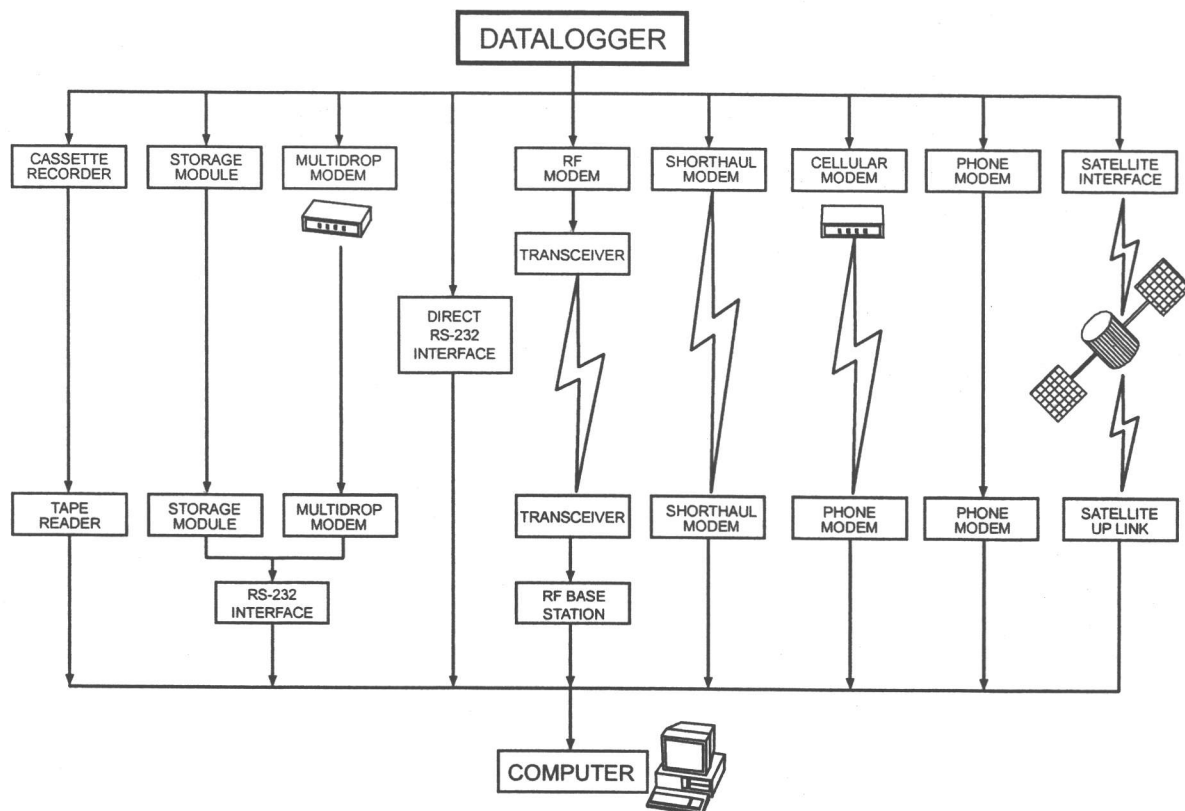 DATALOGGER
CASSETTE
RECORDER
STORAGE
MODULE
MULTIDROP
MODEM
RF
MODEM
SHORTHAUL
MODEM
CELLULAR
MODEM
PHONE
MODEM
SATELLITE
INTERFACE
TRANSCEIVER
DIRECT
RS-232
INTERFACE
TAPE
READER
STORAGE
MODULE
MULTIDROP
MODEM
TRANSCEIVER
SHORTHAUL
MODEM
PHONE
MODEM
PHONE
MODEM
SATELLITE
UP LINK
RS-232
INTERFACE
RF BASE
STATION
COMPUTER